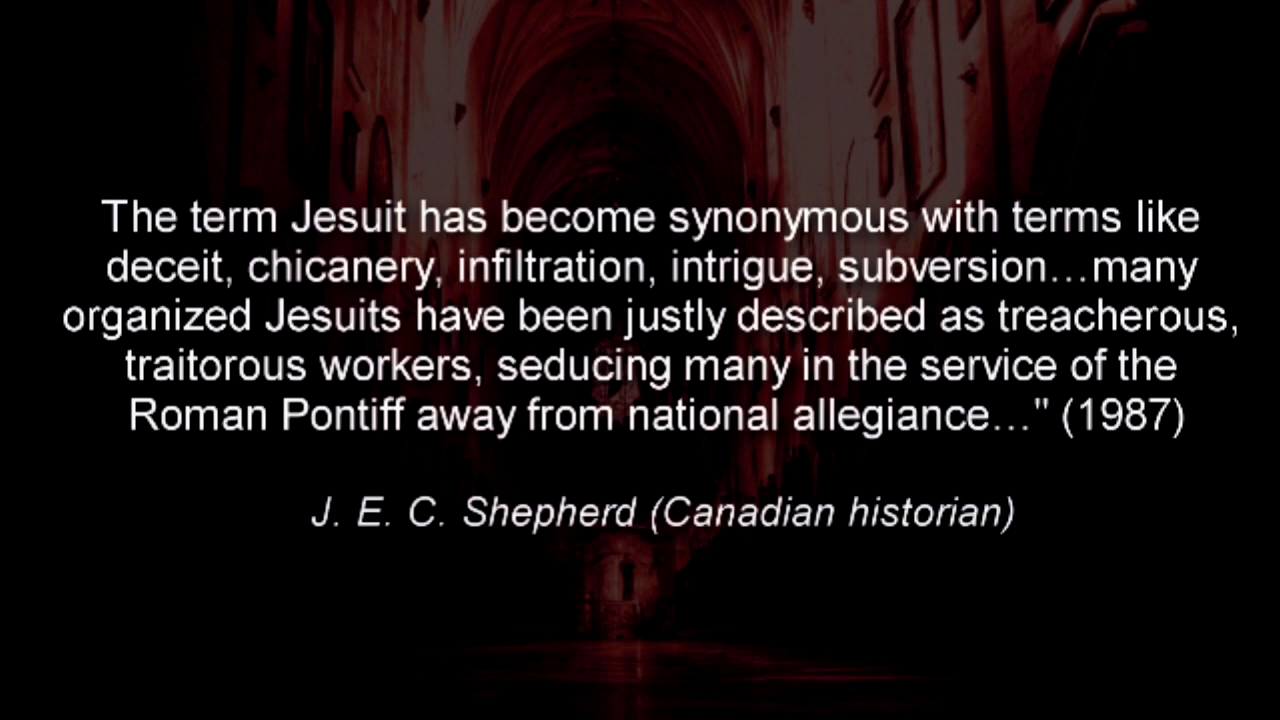 The term Jesuit has become synonymous with terms like
deceit, chicanery, infiltration, intrigue, subversion…many
organized Jesuits have been justly described as treacherous,
traitorous workers, seducing many in the service of the
Roman Pontiff away from national allegiance…" (1987)
J. E. C. Shepherd (Canadian historian)